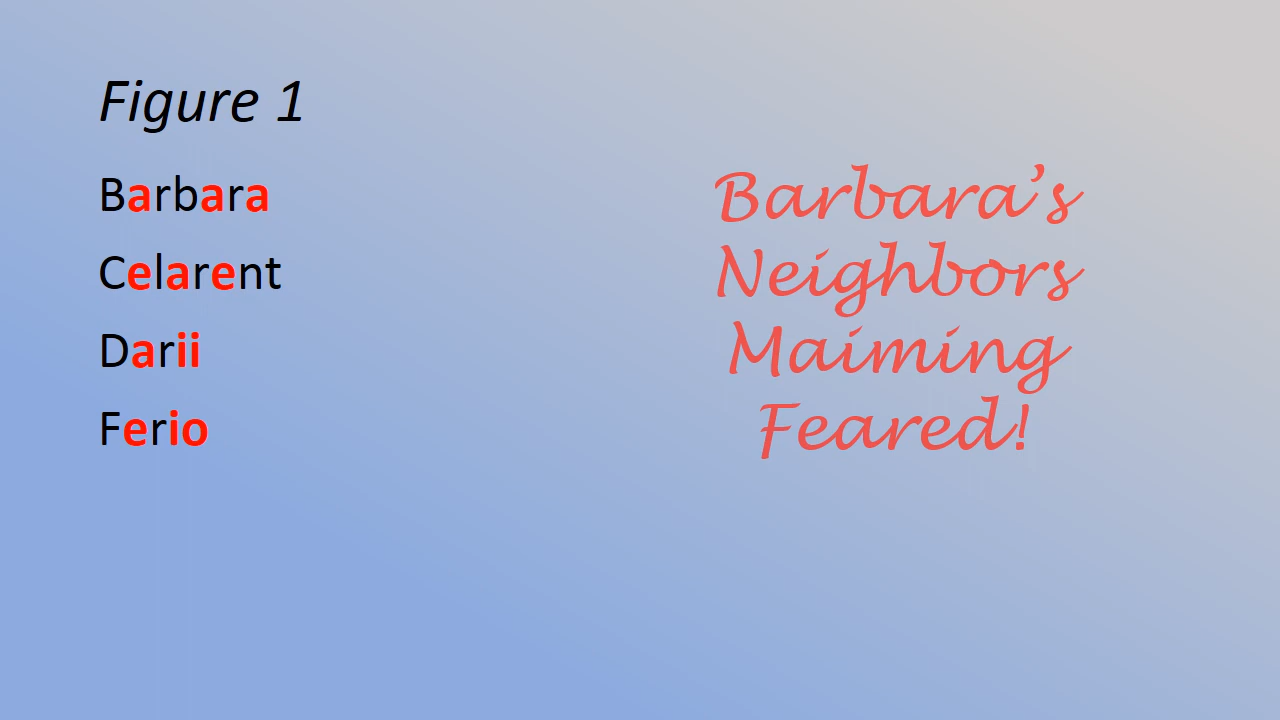 Figure 1
Barbara
Celarent
Darii
Ferio
Barbara’s
Neighbors
Maiming
Feared!